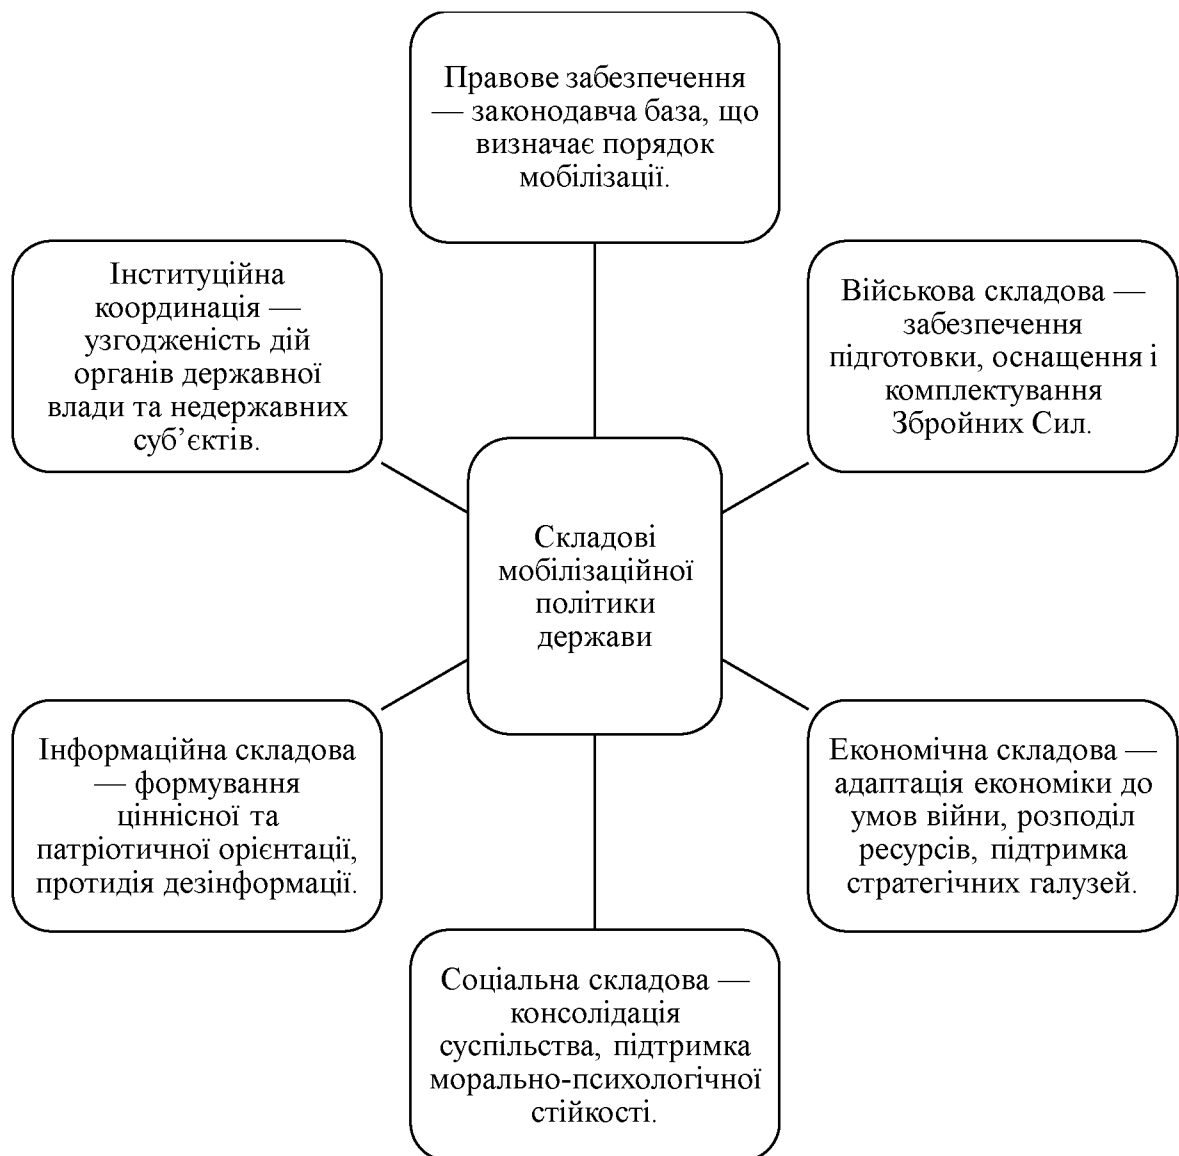 Правове забезпечення
— законодавча база, що
визначає порядок
мобілізації.
Інституційна
координація —
узгодженість дій
органів державної
влади та недержавних
суб’єктів.
Військова складова —
забезпечення
підготовки, оснащення і
комплектування
Збройних Сил.
Складові
мобілізаційної
політики
держави
Інформаційна складова
— формування
ціннісної та
патріотичної орієнтації,
протидія дезінформації.
Економічна складова —
адаптація економіки до
умов війни, розподіл
ресурсів, підтримка
стратегічних галузей.
Соціальна складова —
консолідація
суспільства, підтримка
морально-психологічної
стійкості.